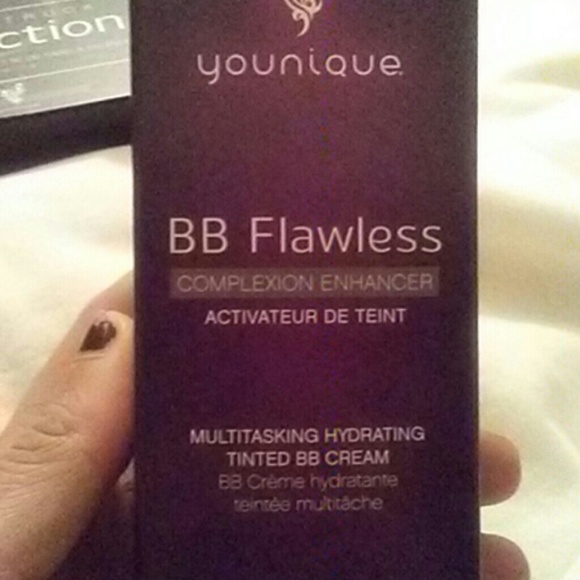 ction
younique
BB Flawless
COMPLEXION ENHANCER
ACTIVATEUR DE TEINT
MULTITASKING HYDRATING
TINTED BB CREAM
BB Crème hydratante
teintée multitâche